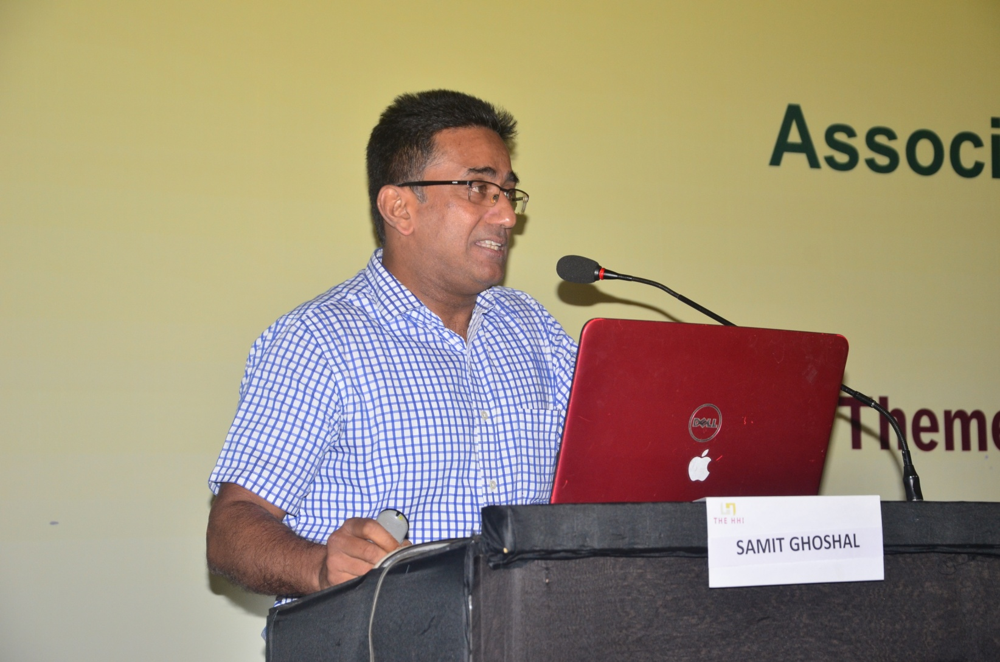 Associ
Theme
DELL
THE HHI
SAMIT GHOSHAL